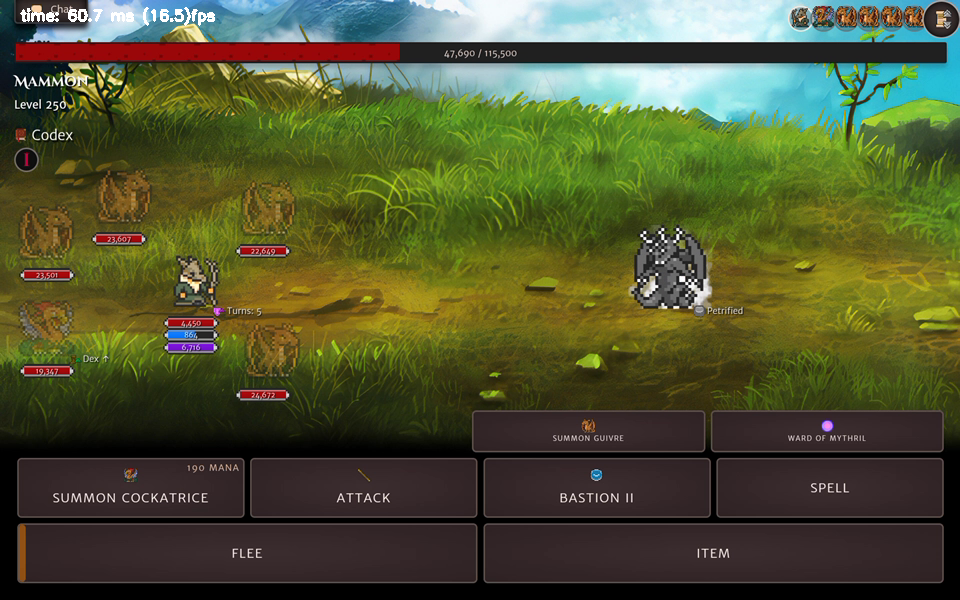 time: 60.7 ms (16.5)fps
47,690 / 115,500
Mammon
Level 250
Codex
23,607
22,649
23,501
Turns: 5
4,450
864
6,716
Petrified
Dex ↑
19,347
24,672
SUMMON GUIVRE
WARD OF MYTHRIL
190 MANA
SUMMON COCKATRICE
ATTACK
BASTION II
SPELL
FLEE
ITEM